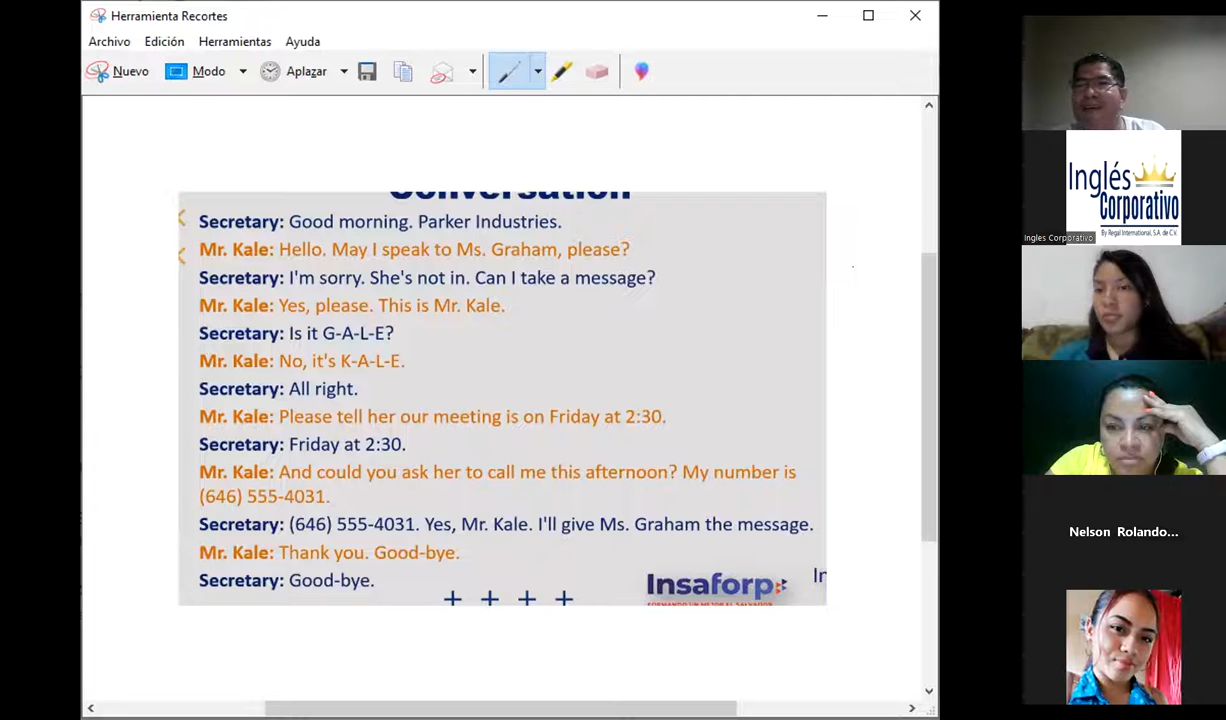 Herramienta Recortes
Archivo Edición Herramientas Ayuda
Nuevo Modo Aplazar
Conversation
Secretary: Good morning. Parker Industries.
Mr. Kale: Hello. May I speak to Ms. Graham, please?
Secretary: I'm sorry. She's not in. Can I take a message?
Mr. Kale: Yes, please. This is Mr. Kale.
Secretary: Is it G-A-L-E?
Mr. Kale: No, it's K-A-L-E.
Secretary: All right.
Mr. Kale: Please tell her our meeting is on Friday at 2:30.
Secretary: Friday at 2:30.
Mr. Kale: And could you ask her to call me this afternoon? My number is
(646) 555-4031.
Secretary: (646) 555-4031. Yes, Mr. Kale. I'll give Ms. Graham the message.
Mr. Kale: Thank you. Good-bye.
Secretary: Good-bye.
Insaforp
In
Inglés
Corporativo
By Regal International, S.A. de C.V.
Ingles Corporativo
Nelson Rolando...